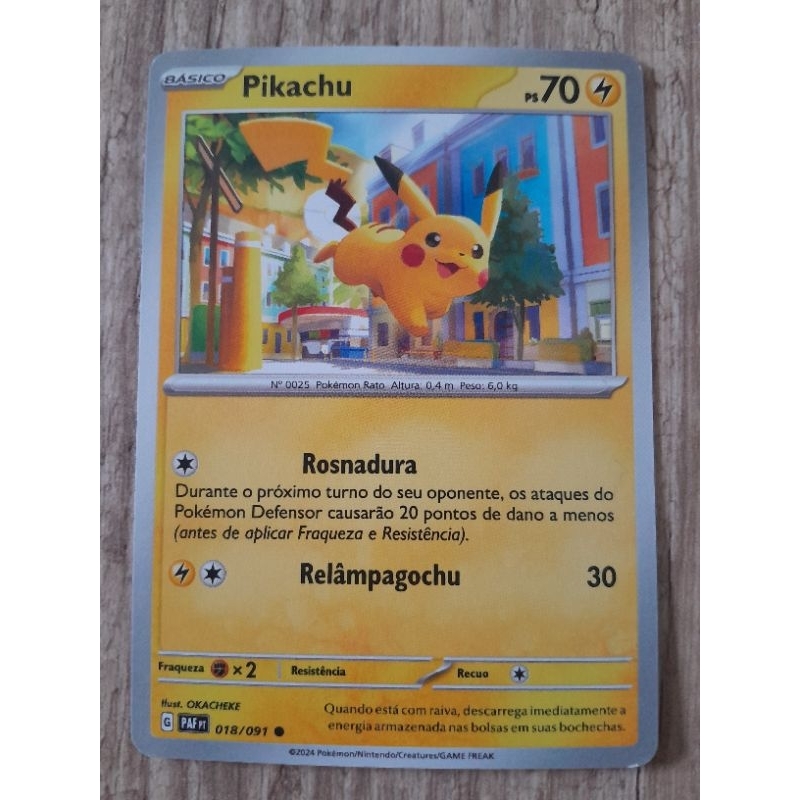 BÁSICO Pikachu PS 70
Nº 0025 Pokémon Rato Altura: 0,4 m Peso: 6,0 kg
Rosnadura
Durante o próximo turno do seu oponente, os ataques do
Pokémon Defensor causarão 20 pontos de dano a menos
(antes de aplicar Fraqueza e Resistência).
Relâmpagochu 30
Fraqueza ×2 Resistência Recuo
Ilust. OKACHEKE
Quando está com raiva, descarrega imediatamente a
energia armazenada nas bolsas em suas bochechas.
G PAF PT 018/091
©2024 Pokémon/Nintendo/Creatures/GAME FREAK